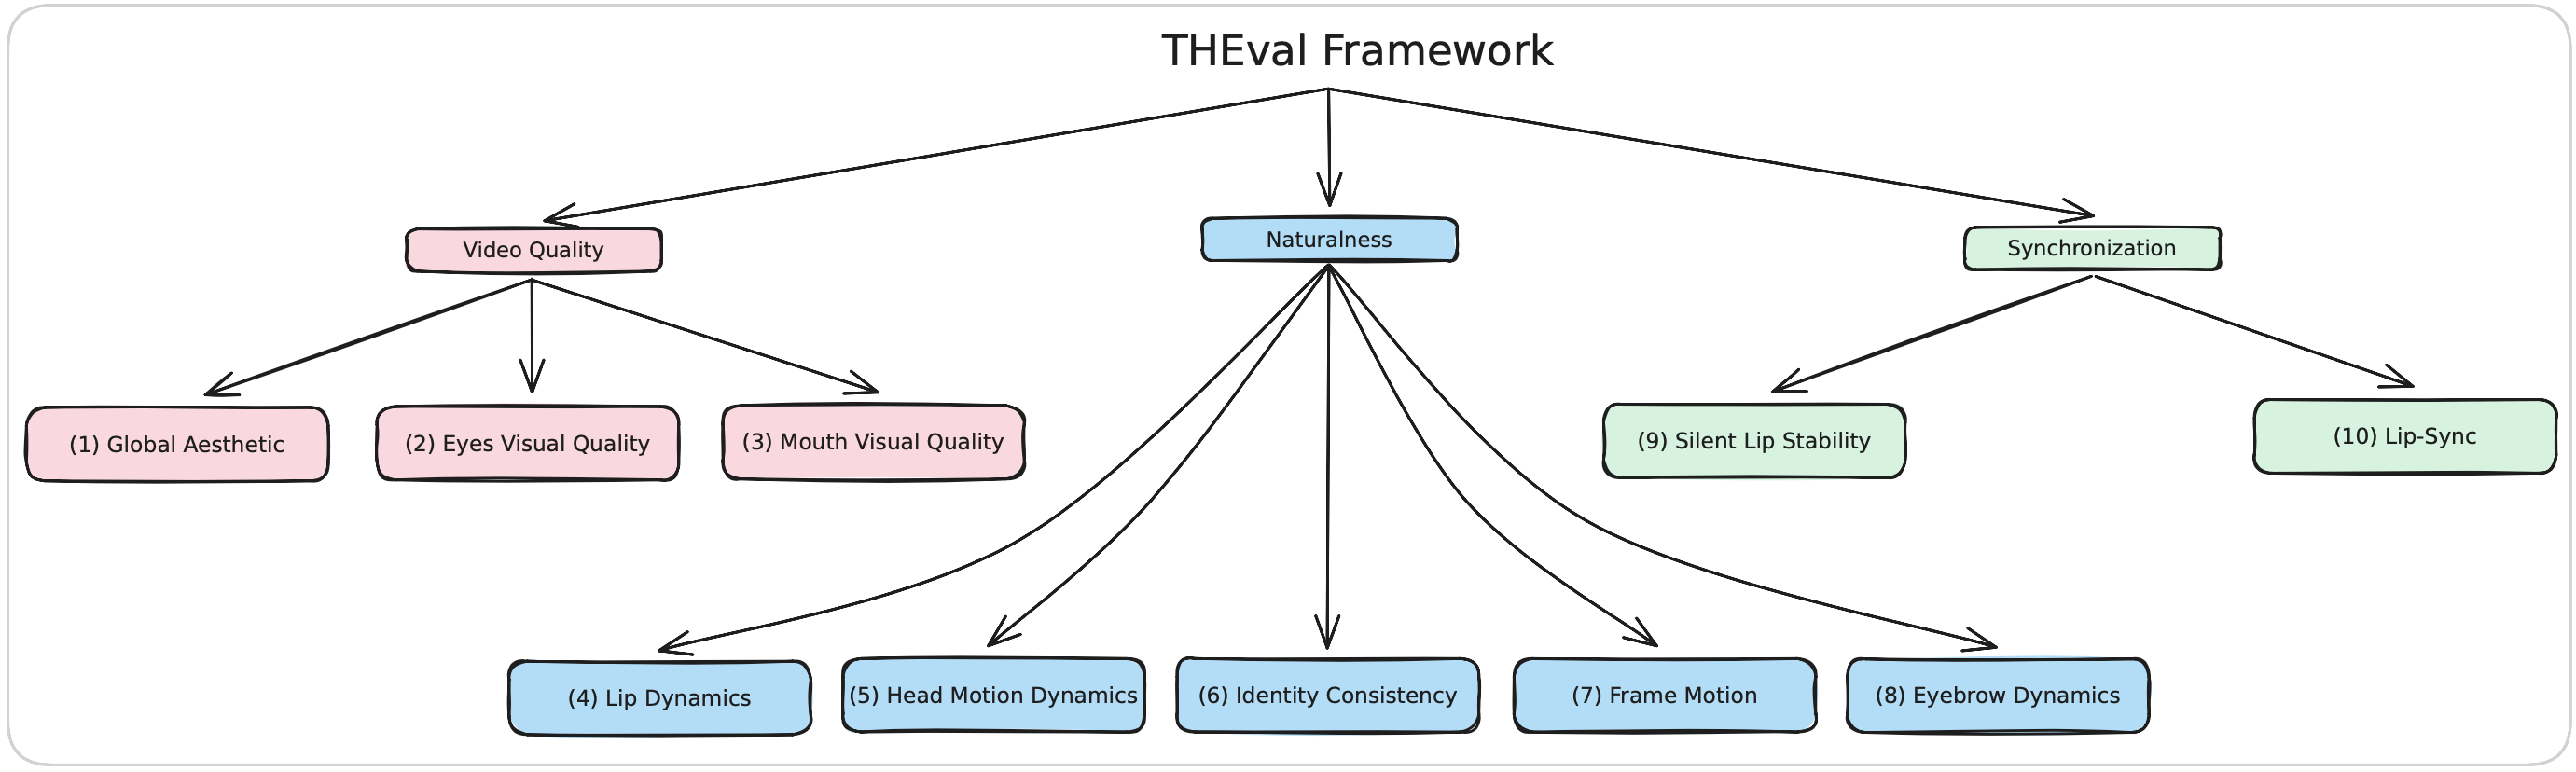 THEval Framework
Video Quality
Naturalness
Synchronization
(1) Global Aesthetic
(2) Eyes Visual Quality
(3) Mouth Visual Quality
(9) Silent Lip Stability
(10) Lip-Sync
(4) Lip Dynamics
(5) Head Motion Dynamics
(6) Identity Consistency
(7) Frame Motion
(8) Eyebrow Dynamics